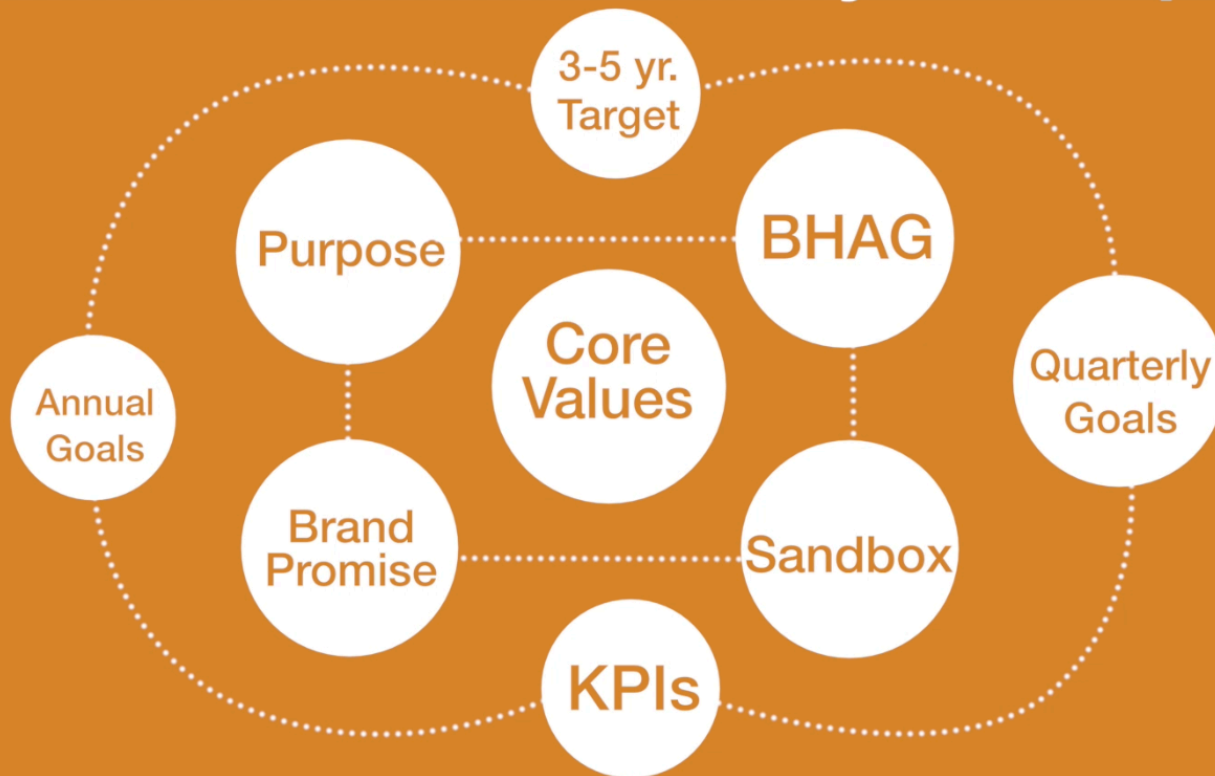 3-5 yr.
Target
Purpose
BHAG
Core
Values
Annual
Goals
Quarterly
Goals
Brand
Promise
Sandbox
KPIs